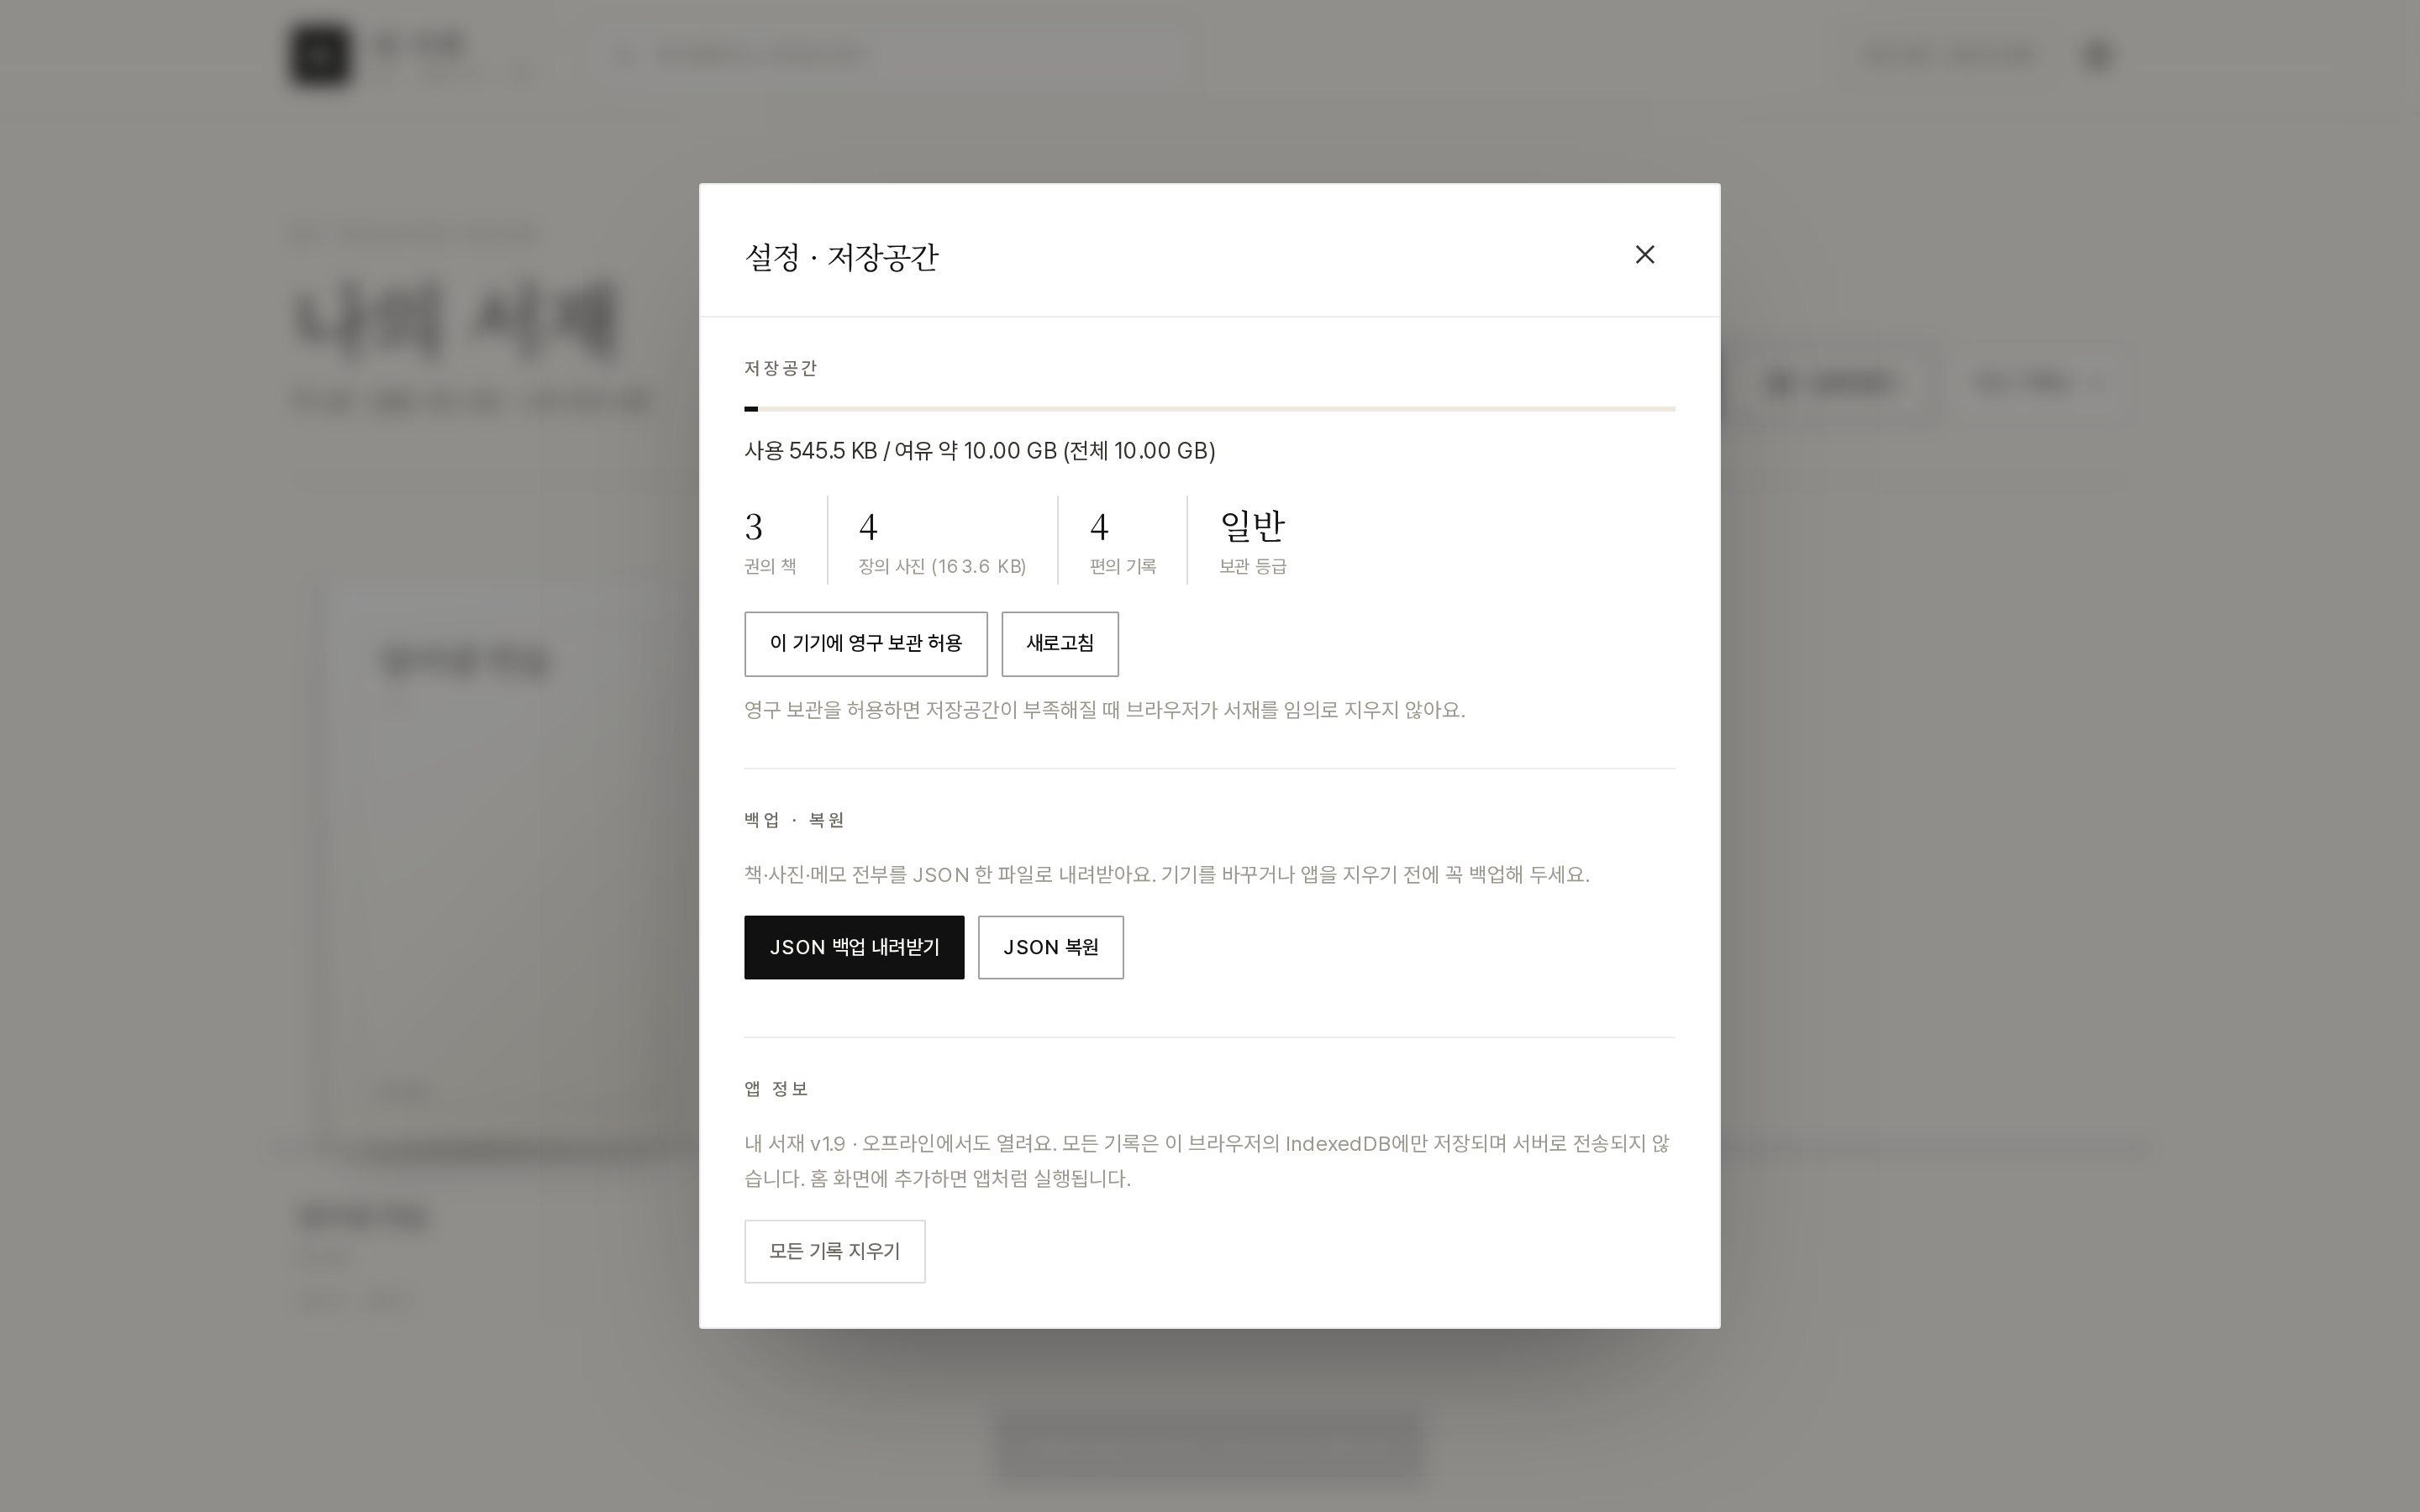 나의 서재
설정 · 저장공간
저장공간
사용 545.5 KB / 여유 약 10.00 GB (전체 10.00 GB)
3 4 4 일반
권의 책 장의 사진 (163.6 KB) 편의 기록 보관 등급
이 기기에 영구 보관 허용 새로고침
영구 보관을 허용하면 저장공간이 부족해질 때 브라우저가 서재를 임의로 지우지 않아요.
백업 · 복원
책·사진·메모 전부를 JSON 한 파일로 내려받아요. 기기를 바꾸거나 앱을 지우기 전에 꼭 백업해 두세요.
JSON 백업 내려받기 JSON 복원
앱 정보
내 서재 v1.9 · 오프라인에서도 열려요. 모든 기록은 이 브라우저의 IndexedDB에만 저장되며 서버로 전송되지 않
습니다. 홈 화면에 추가하면 앱처럼 실행됩니다.
모든 기록 지우기